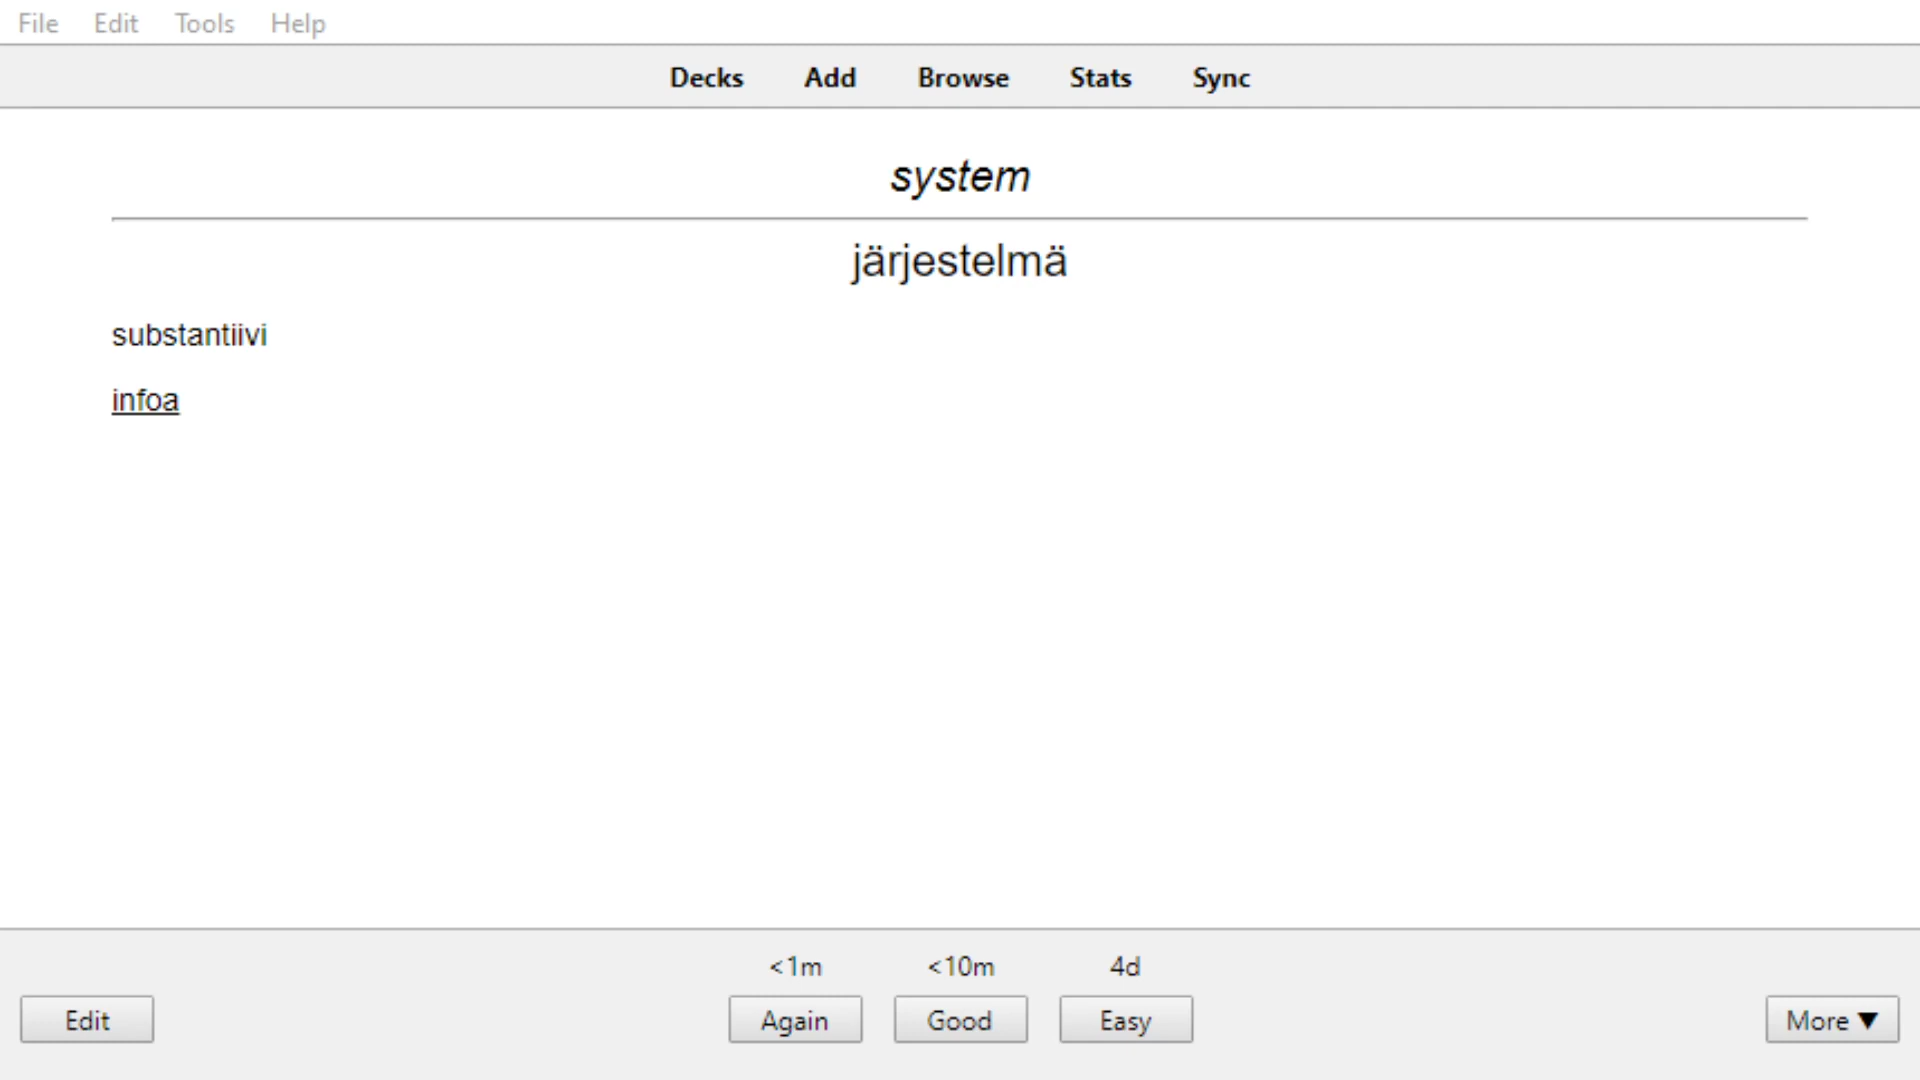 File Edit Tools Help
Decks Add Browse Stats Sync
system
järjestelmä
substantiivi
infoa
<1m <10m 4d
Edit Again Good Easy More ▼